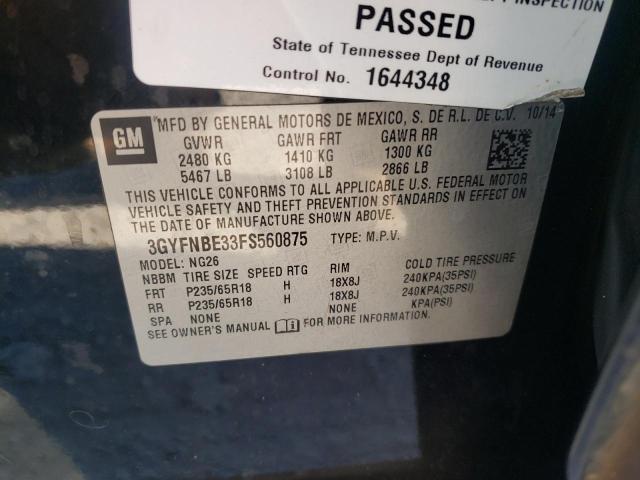 INSPECTION
PASSED
State of Tennessee Dept of Revenue
Control No. 1644348
GM
MFD BY GENERAL MOTORS DE MEXICO, S. DE R.L. DE C.V. 10/14
GVWR GAWR FRT GAWR RR
2480 KG 1410 KG 1300 KG
5467 LB 3108 LB 2866 LB
THIS VEHICLE CONFORMS TO ALL APPLICABLE U.S. FEDERAL MOTOR
VEHICLE SAFETY AND THEFT PREVENTION STANDARDS IN EFFECT ON
THE DATE OF MANUFACTURE SHOWN ABOVE.
3GYFNBE33FS560875 TYPE: M.P.V.
MODEL: NG26
NBBM TIRE SIZE SPEED RTG RIM COLD TIRE PRESSURE
FRT P235/65R18 H 18X8J 240KPA(35PSI)
RR P235/65R18 H 18X8J 240KPA(35PSI)
SPA NONE NONE KPA(PSI)
SEE OWNER'S MANUAL FOR MORE INFORMATION.